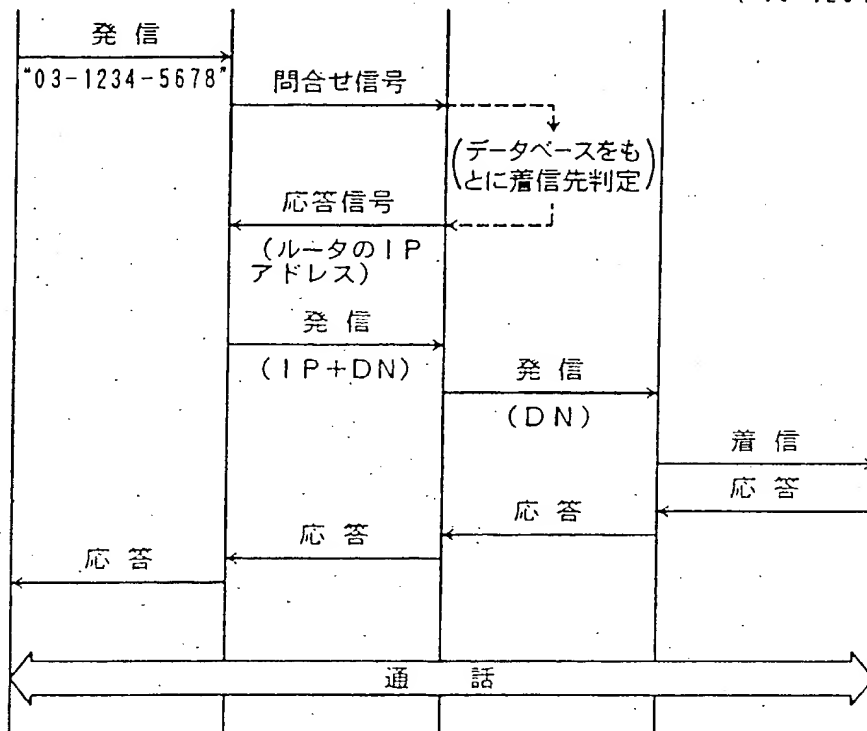 発信
"03-1234-5678"
問合せ信号
(データベースをも
とに着信先判定)
応答信号
(ルータのIP
アドレス)
発信
(IP+DN)
発信
(DN)
着信
応答
応答
応答
応答
通話